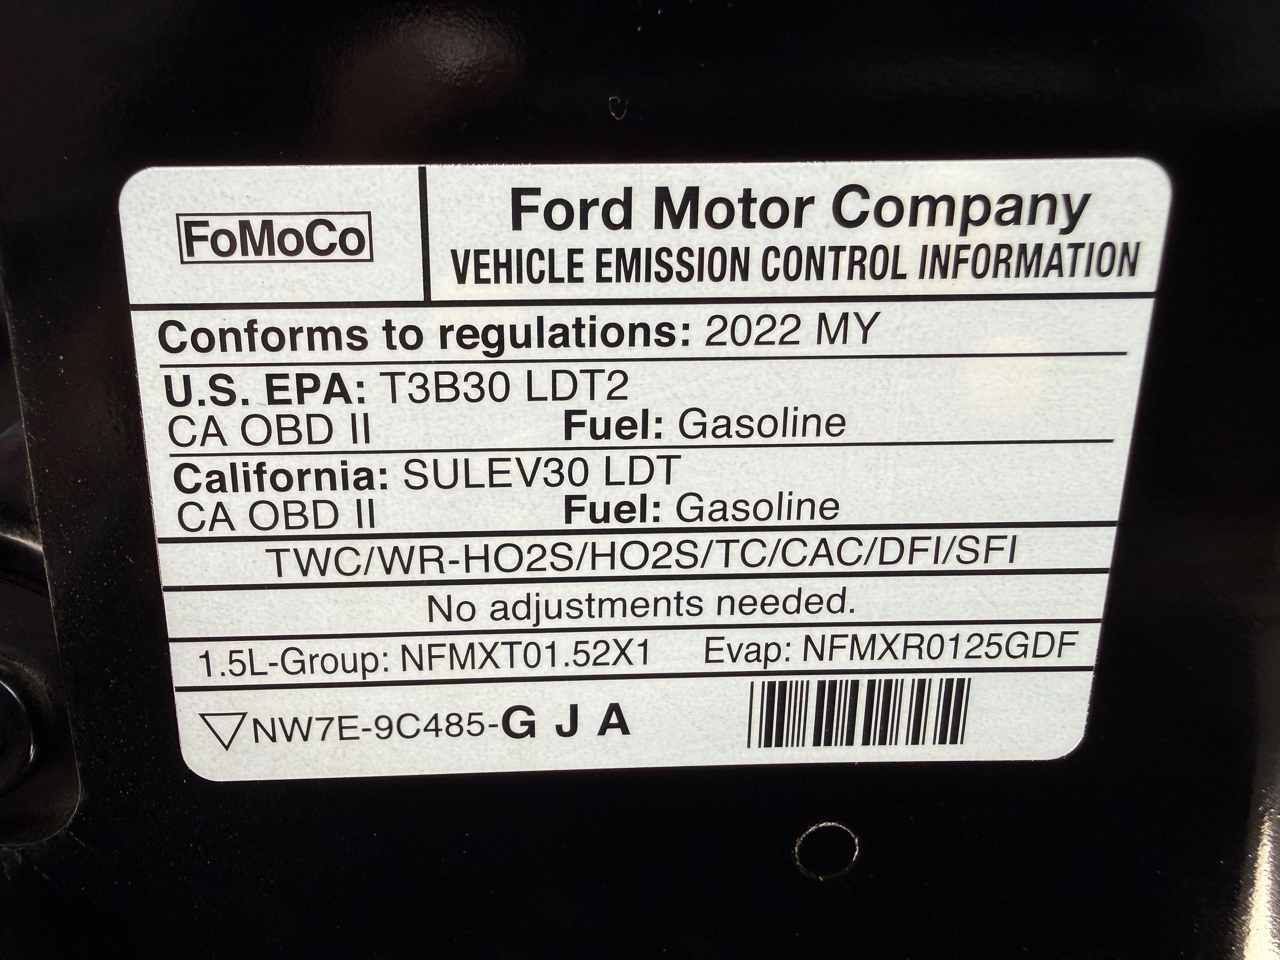 FoMoCo
Ford Motor Company
VEHICLE EMISSION CONTROL INFORMATION
Conforms to regulations: 2022 MY
U.S. EPA: T3B30 LDT2
CA OBD II Fuel: Gasoline
California: SULEV30 LDT
CA OBD II Fuel: Gasoline
TWC/WR-HO2S/HO2S/TC/CAC/DFI/SFI
No adjustments needed.
1.5L-Group: NFMXT01.52X1 Evap: NFMXR0125GDF
NW7E-9C485-G J A